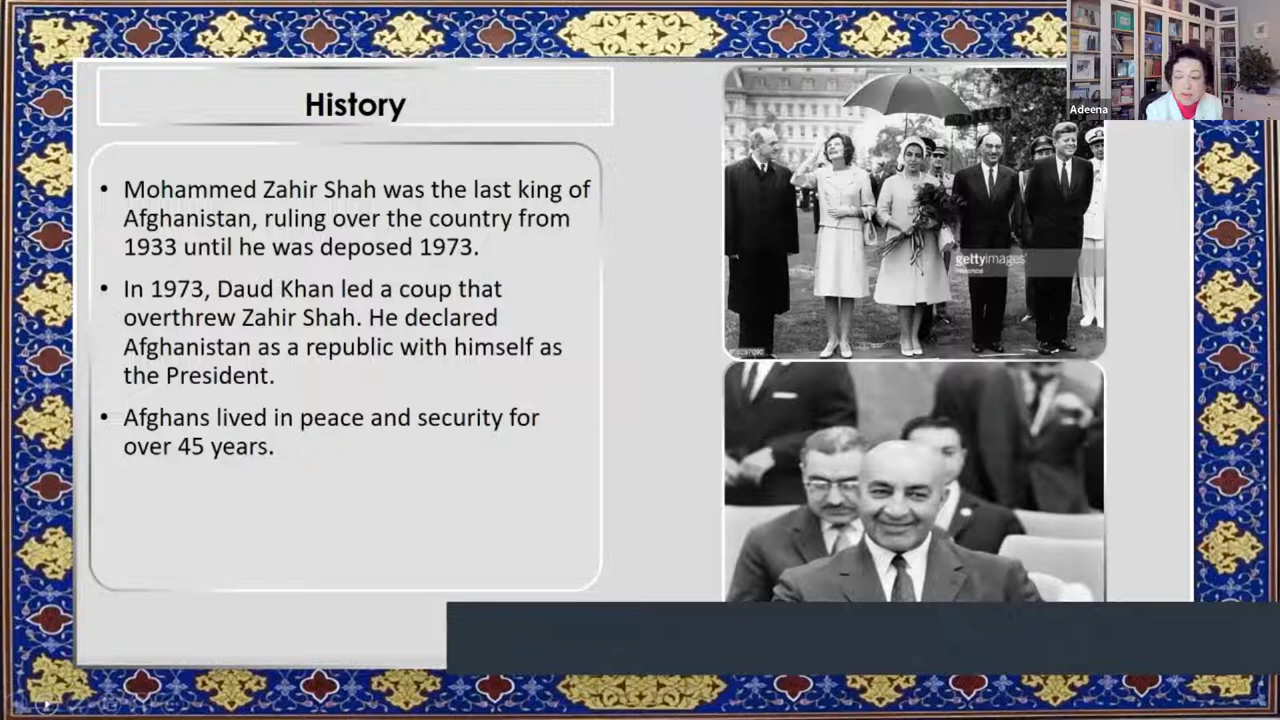 History
• Mohammed Zahir Shah was the last king of
Afghanistan, ruling over the country from
1933 until he was deposed 1973.
• In 1973, Daud Khan led a coup that
overthrew Zahir Shah. He declared
Afghanistan as a republic with himself as
the President.
• Afghans lived in peace and security for
over 45 years.
gettyimages
Historical
Adeena